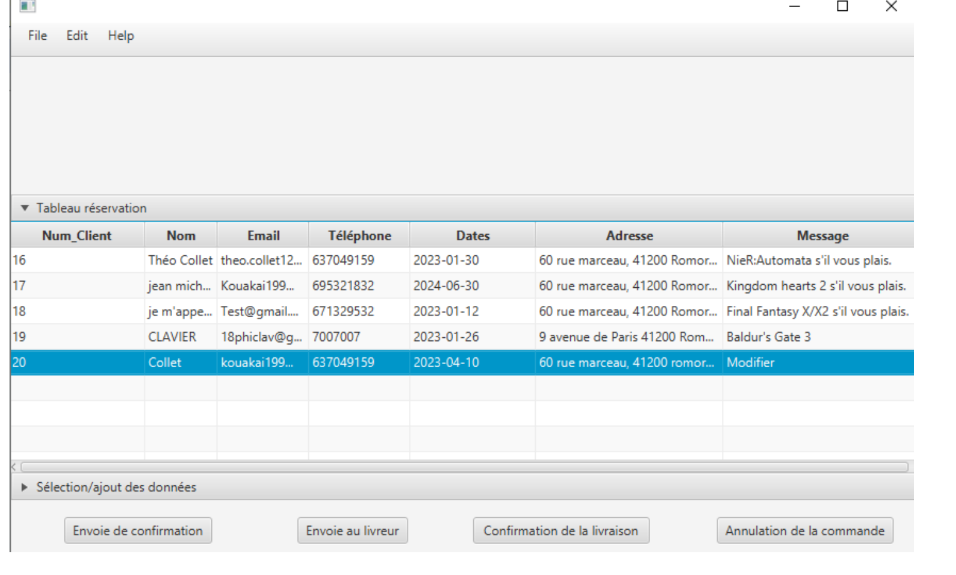 File Edit Help
Tableau réservation
Num_Client Nom Email Téléphone Dates Adresse Message
16 Théo Collet theo.collet12... 637049159 2023-01-30 60 rue marceau, 41200 Romor... NieR:Automata s'il vous plais.
17 jean mich... Kouakai199... 695321832 2024-06-30 60 rue marceau, 41200 Romor... Kingdom hearts 2 s'il vous plais.
18 je m'appe... Test@gmail.... 671329532 2023-01-12 60 rue marceau, 41200 Romor... Final Fantasy X/X2 s'il vous plais.
19 CLAVIER 18phiclav@g... 7007007 2023-01-26 9 avenue de Paris 41200 Rom... Baldur's Gate 3
20 Collet kouakai199... 637049159 2023-04-10 60 rue marceau, 41200 romor... Modifier
Sélection/ajout des données
Envoie de confirmation Envoie au livreur Confirmation de la livraison Annulation de la commande